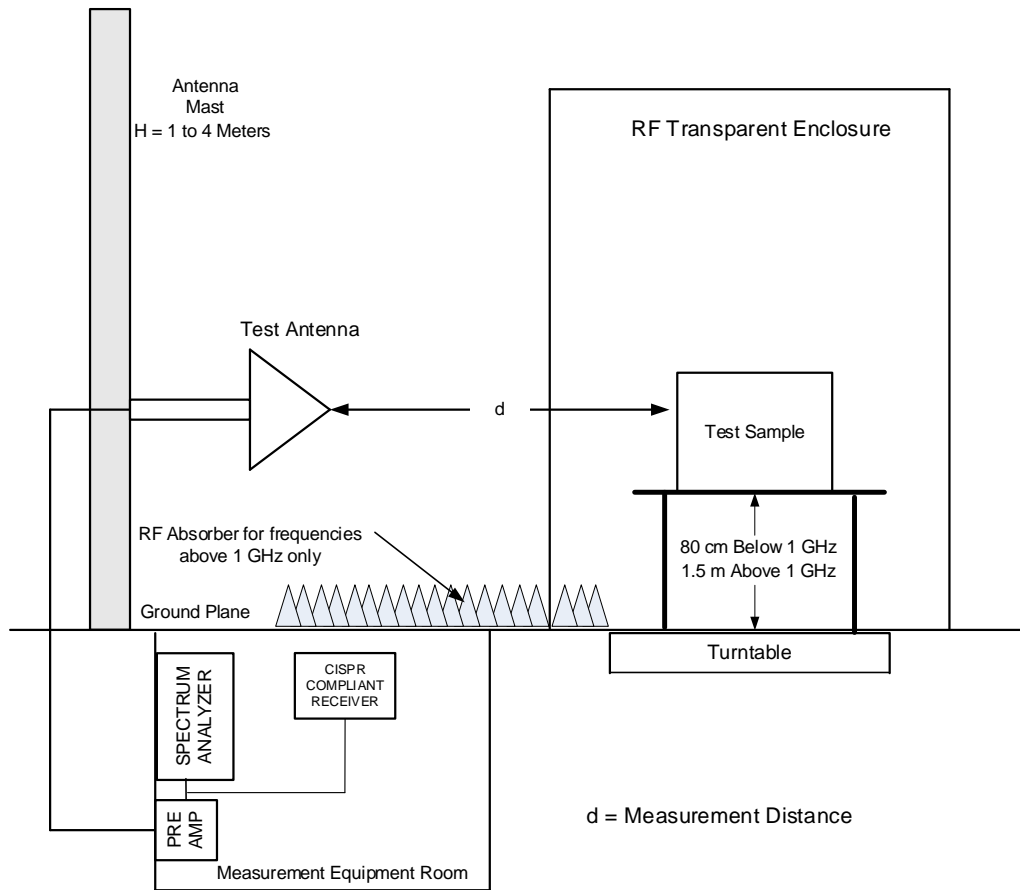 Antenna
Mast
H = 1 to 4 Meters
RF Transparent Enclosure
Test Antenna
d
Test Sample
RF Absorber for frequencies
above 1 GHz only
80 cm Below 1 GHz
1.5 m Above 1 GHz
Ground Plane
Turntable
SPECTRUM
ANALYZER
CISPR
COMPLIANT
RECEIVER
PRE
AMP
d = Measurement Distance
Measurement Equipment Room